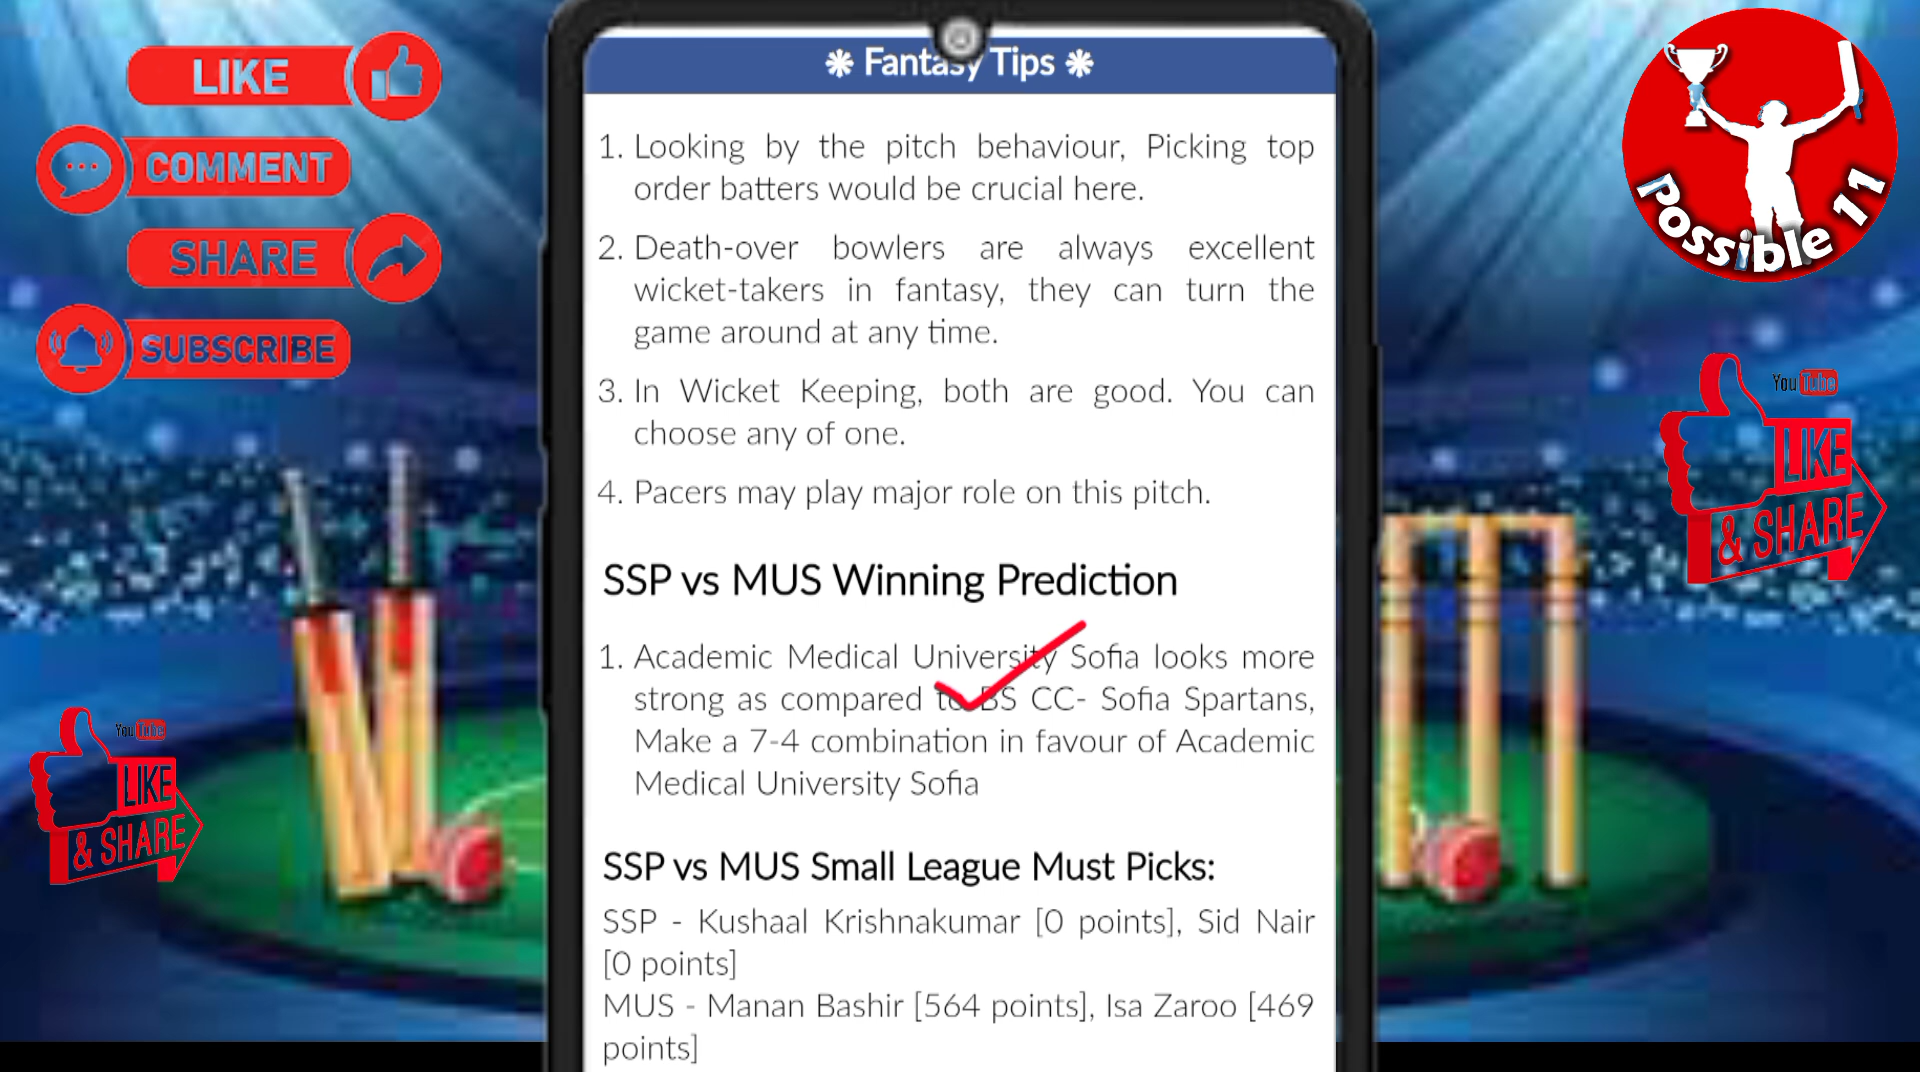 LIKE
COMMENT
SHARE
SUBSCRIBE
* Fantasy Tips *
1. Looking by the pitch behaviour, Picking top
order batters would be crucial here.
2. Death-over bowlers are always excellent
wicket-takers in fantasy, they can turn the
game around at any time.
3. In Wicket Keeping, both are good. You can
choose any of one.
4. Pacers may play major role on this pitch.
SSP vs MUS Winning Prediction
1. Academic Medical University Sofia looks more
strong as compared to BS CC- Sofia Spartans,
Make a 7-4 combination in favour of Academic
Medical University Sofia
SSP vs MUS Small League Must Picks:
SSP - Kushaal Krishnakumar [0 points], Sid Nair
[0 points]
MUS - Manan Bashir [564 points], Isa Zaroo [469
points]
Possible 11
YouTube
LIKE
& SHARE
YouTube
LIKE
& SHARE